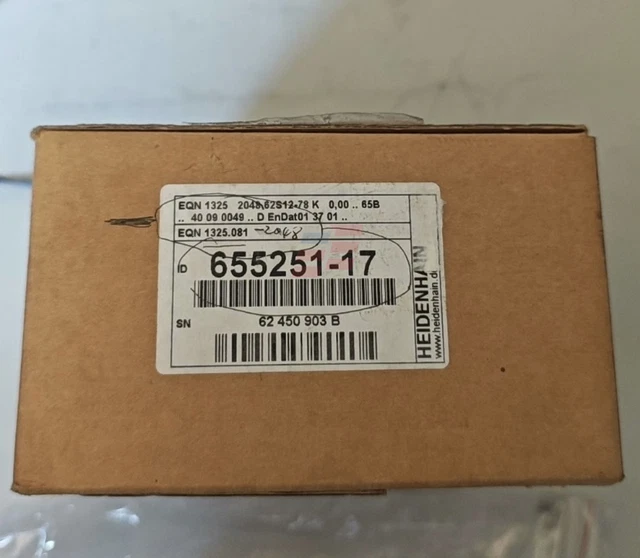 EQN 1325 2048,62S12-78 K 0,00 .. 65B
.. 40 09 0049 .. D EnDat01 37 01 ..
EQN 1325.081 -2048
ID 655251-17
SN 62 450 903 B
HEIDENHAIN
www.heidenhain.d